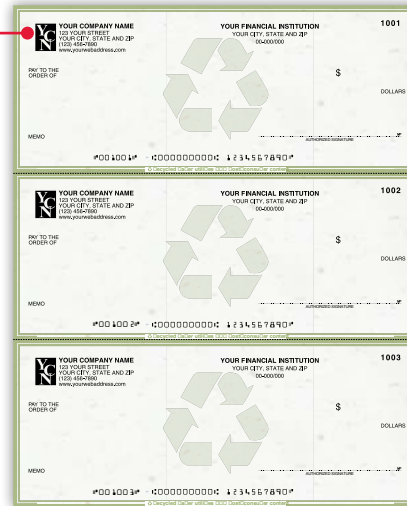 YCN
YOUR COMPANY NAME
123 YOUR STREET
YOUR CITY, STATE AND ZIP
(123) 456-7890
www.yourwebaddress.com
YOUR FINANCIAL INSTITUTION
YOUR CITY, STATE AND ZIP
00-000/000
1001
PAY TO THE
ORDER OF
$
DOLLARS
MEMO
AUTHORIZED SIGNATURE
⑈001001⑈ ⑆000000000⑆ 1234567890⑈
YCN
YOUR COMPANY NAME
123 YOUR STREET
YOUR CITY, STATE AND ZIP
(123) 456-7890
www.yourwebaddress.com
YOUR FINANCIAL INSTITUTION
YOUR CITY, STATE AND ZIP
00-000/000
1002
PAY TO THE
ORDER OF
$
DOLLARS
MEMO
AUTHORIZED SIGNATURE
⑈001002⑈ ⑆000000000⑆ 1234567890⑈
YCN
YOUR COMPANY NAME
123 YOUR STREET
YOUR CITY, STATE AND ZIP
(123) 456-7890
www.yourwebaddress.com
YOUR FINANCIAL INSTITUTION
YOUR CITY, STATE AND ZIP
00-000/000
1003
PAY TO THE
ORDER OF
$
DOLLARS
MEMO
AUTHORIZED SIGNATURE
⑈001003⑈ ⑆000000000⑆ 1234567890⑈